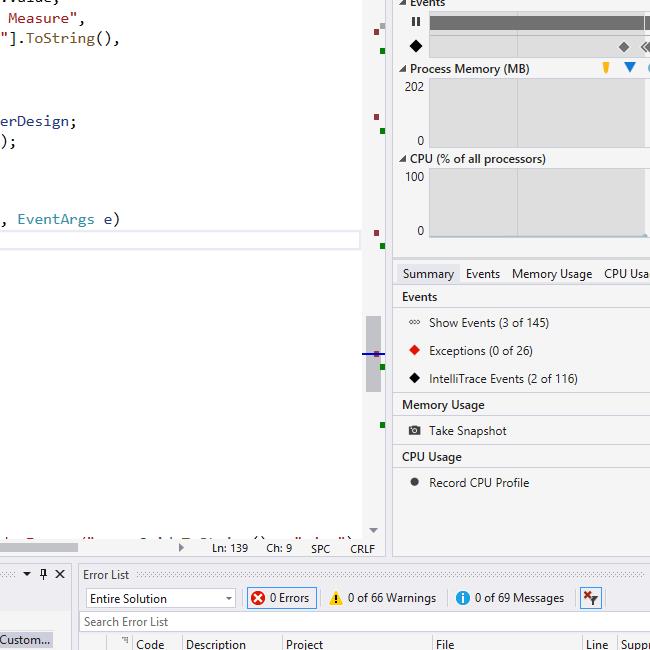 Measure",
"].ToString(),
erDesign;
);
, EventArgs e)
Ln: 139 Ch: 9 SPC CRLF
Events
Process Memory (MB)
202
0
CPU (% of all processors)
100
0
Summary Events Memory Usage CPU Usa
Events
Show Events (3 of 145)
Exceptions (0 of 26)
IntelliTrace Events (2 of 116)
Memory Usage
Take Snapshot
CPU Usage
Record CPU Profile
Custom...
Error List
Entire Solution 0 Errors 0 of 66 Warnings 0 of 69 Messages
Search Error List
Code Description Project File Line Suppr